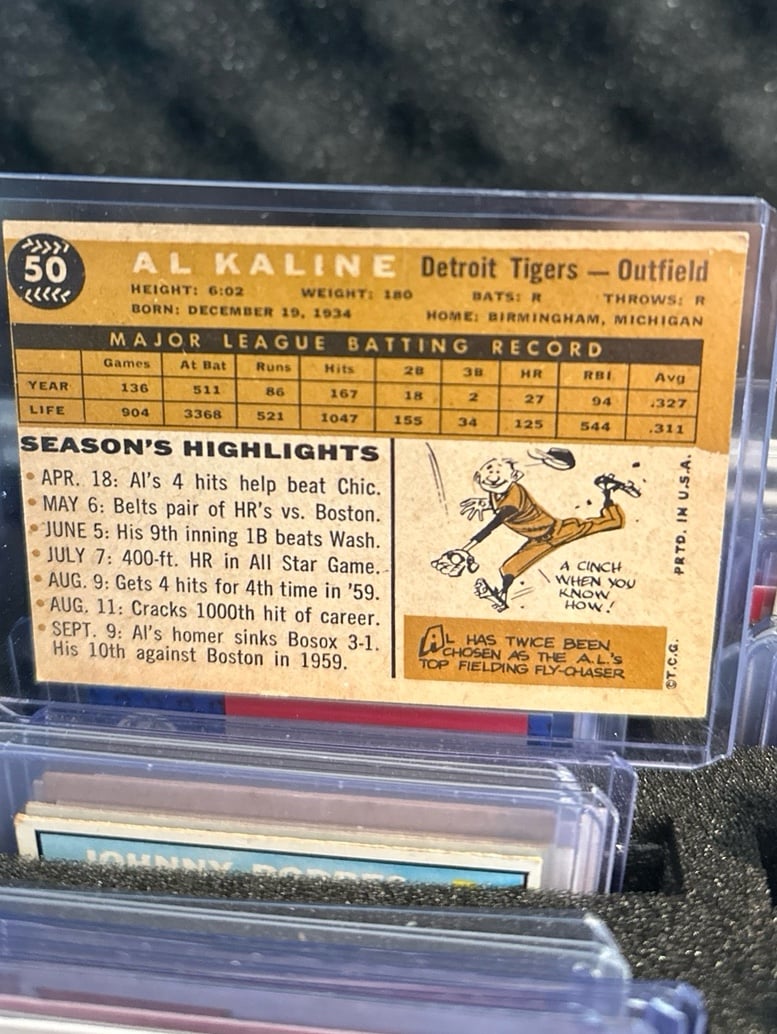 50
AL KALINE Detroit Tigers — Outfield
HEIGHT: 6:02 WEIGHT: 180 BATS: R THROWS: R
BORN: DECEMBER 19, 1934 HOME: BIRMINGHAM, MICHIGAN
MAJOR LEAGUE BATTING RECORD
Games At Bat Runs Hits 2B 3B HR RBI Avg
YEAR 136 511 86 167 18 2 27 94 .327
LIFE 904 3368 521 1047 155 34 125 544 .311
SEASON'S HIGHLIGHTS
• APR. 18: Al's 4 hits help beat Chic.
• MAY 6: Belts pair of HR's vs. Boston.
• JUNE 5: His 9th inning 1B beats Wash.
• JULY 7: 400-ft. HR in All Star Game.
• AUG. 9: Gets 4 hits for 4th time in '59.
• AUG. 11: Cracks 1000th hit of career.
• SEPT. 9: Al's homer sinks Bosox 3-1.
His 10th against Boston in 1959.
A CINCH
WHEN YOU
KNOW
HOW!
AL HAS TWICE BEEN
CHOSEN AS THE A.L.'S
TOP FIELDING FLY-CHASER
PRTD. IN U.S.A.
©T.C.G.
JOHNNY